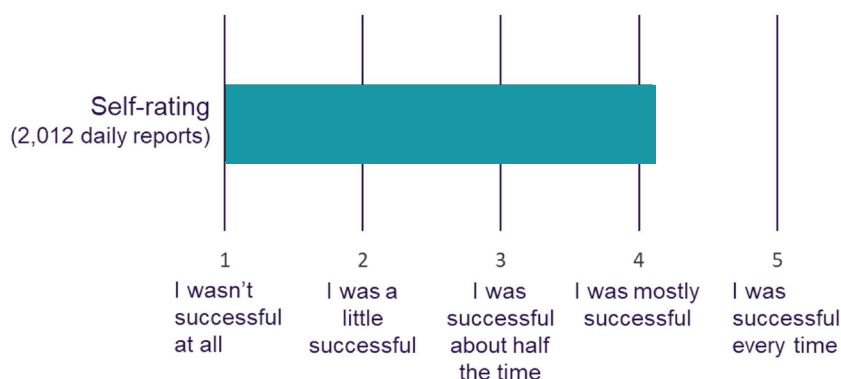 Self-rating
(2,012 daily reports)
1
2
3
4
5
I wasn't
successful
at all
I was a
little
successful
I was
successful
about half
the time
I was mostly
successful
I was
successful
every time